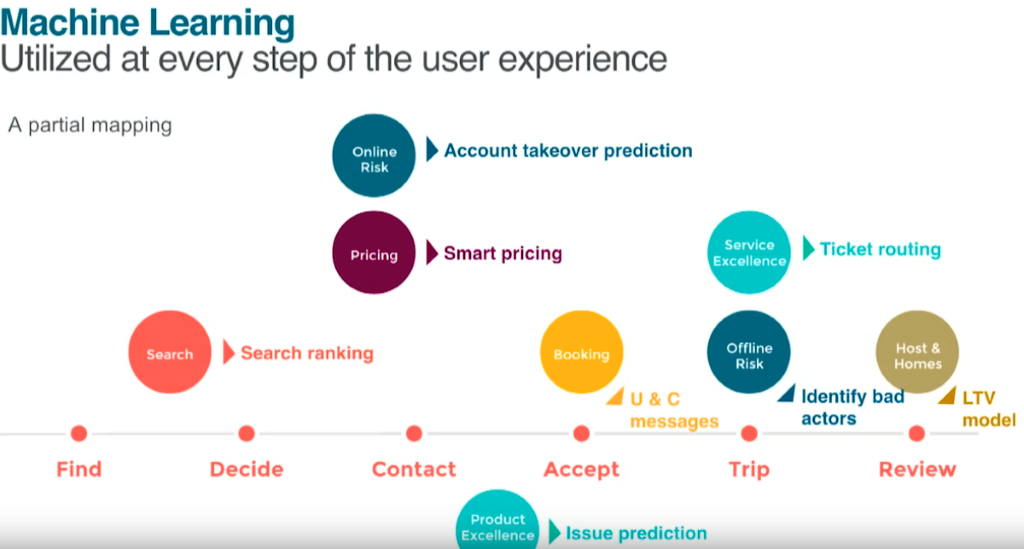 Machine Learning
Utilized at every step of the user experience
A partial mapping
Online
Risk
Account takeover prediction
Pricing
Smart pricing
Service
Excellence
Ticket routing
Search
Search ranking
Booking
U & C
messages
Offline
Risk
Identify bad
actors
Host &
Homes
LTV
model
Find
Decide
Contact
Accept
Trip
Review
Product
Excellence
Issue prediction